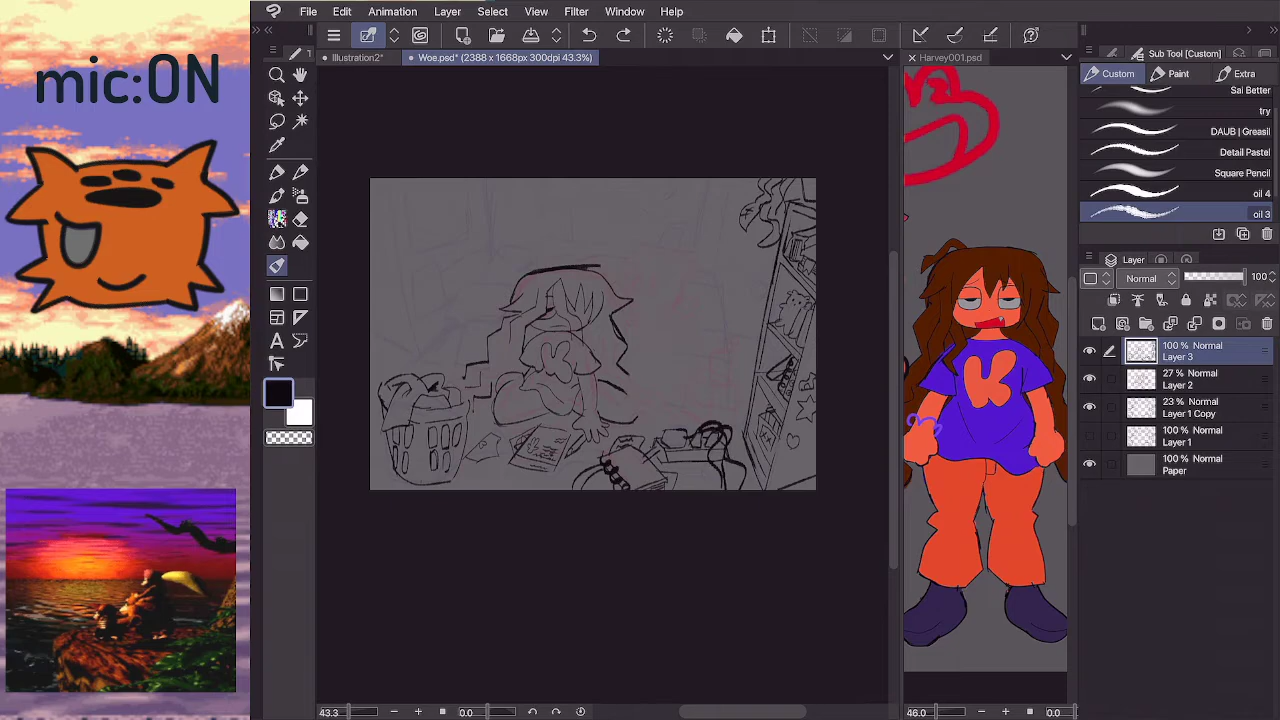 mic:ON
File Edit Animation Layer Select View Filter Window Help
Illustration2*
Woe.psd* (2388 x 1668px 300dpi 43.3%)
Harvey001.psd
Sub Tool[Custom]
Custom
Paint
Extra
Sai Better
try
DAUB | Greasil
Detail Pastel
Square Pencil
oil 4
oil 3
Layer
Normal
100
100 % Normal
Layer 3
27 % Normal
Layer 2
23 % Normal
Layer 1 Copy
100 % Normal
Layer 1
100 % Normal
Paper
K
K
43.3
0.0
46.0
0.0